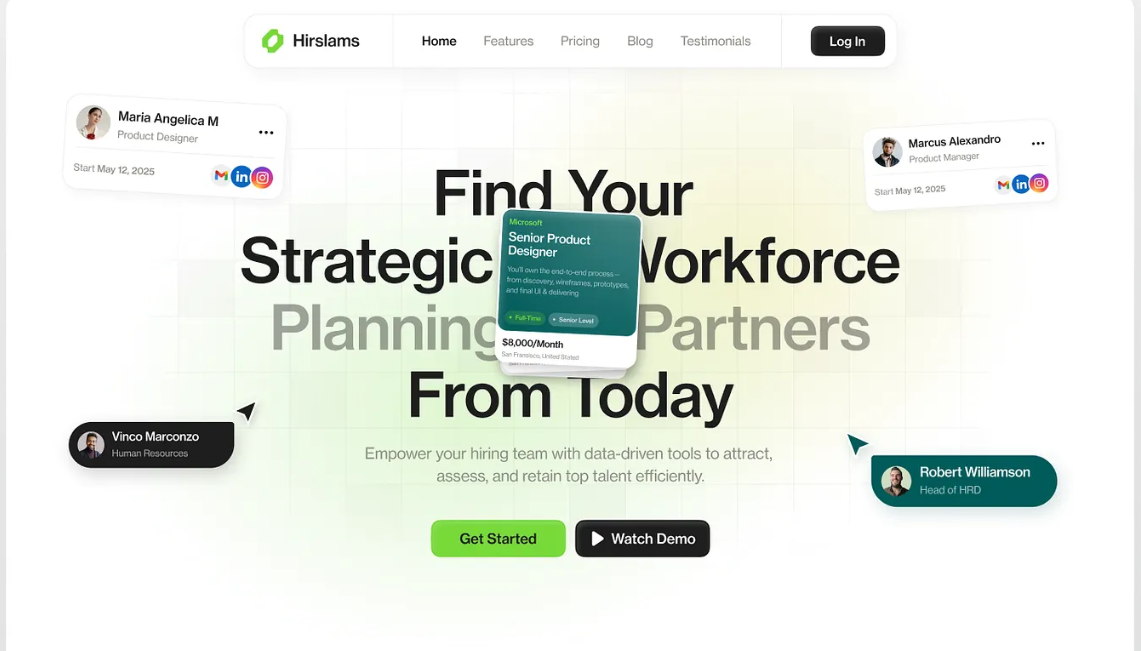 Hirslams
Home
Features
Pricing
Blog
Testimonials
Log In
Maria Angelica M
Product Designer
Start May 12, 2025
in
Marcus Alexandro
Product Manager
Start May 12, 2025
in
Find Your
Strategic Workforce
Planning Partners
From Today
Microsoft
Senior Product
Designer
You'll own the end-to-end process—
from discovery, wireframes, prototypes,
and final UI & delivering
Full-Time
Senior Level
$8,000/Month
San Francisco, United Stated
Vinco Marconzo
Human Resources
Robert Williamson
Head of HRD
Empower your hiring team with data-driven tools to attract,
assess, and retain top talent efficiently.
Get Started
Watch Demo